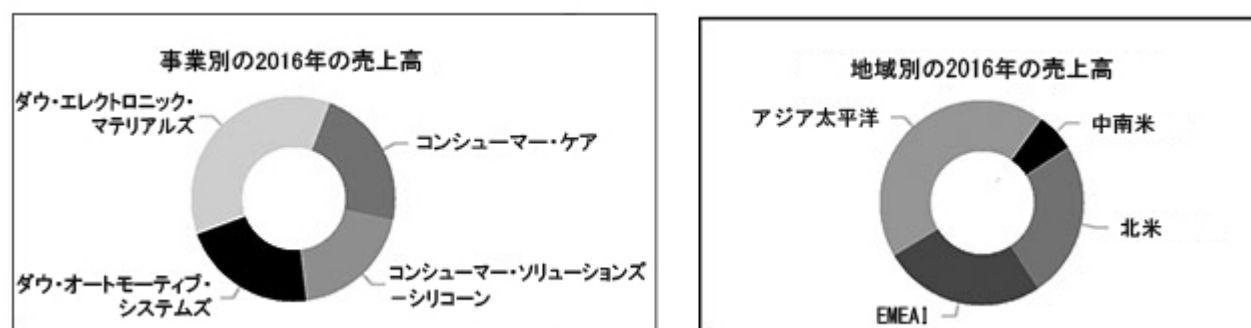 事業別の2016年の売上高
ダウ・エレクトロニック・
マテリアルズ
コンシューマー・ケア
ダウ・オートモーティブ・
システムズ
コンシューマー・ソリューションズ
－シリコーン
地域別の2016年の売上高
アジア太平洋
中南米
北米
EMEAI